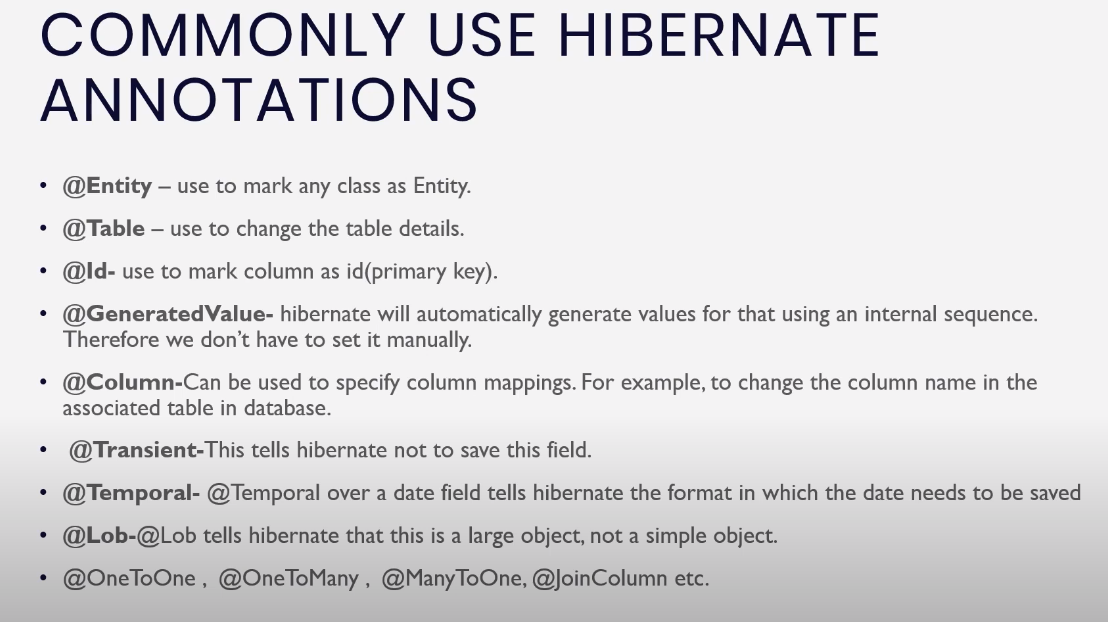 COMMONLY USE HIBERNATE
ANNOTATIONS
• @Entity – use to mark any class as Entity.
• @Table – use to change the table details.
• @Id- use to mark column as id(primary key).
• @GeneratedValue- hibernate will automatically generate values for that using an internal sequence.
Therefore we don’t have to set it manually.
• @Column-Can be used to specify column mappings. For example, to change the column name in the
associated table in database.
• @Transient-This tells hibernate not to save this field.
• @Temporal- @Temporal over a date field tells hibernate the format in which the date needs to be saved
• @Lob-@Lob tells hibernate that this is a large object, not a simple object.
• @OneToOne , @OneToMany , @ManyToOne, @JoinColumn etc.